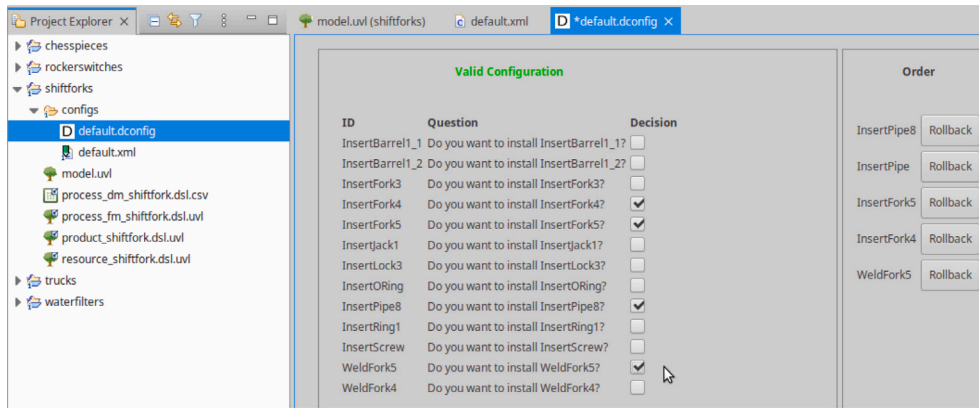 Project Explorer
model.uvl (shiftforks)
default.xml
*default.dconfig
chesspieces
rockerswitches
shiftforks
configs
default.dconfig
default.xml
model.uvl
process_dm_shiftfork.dsl.csv
process_fm_shiftfork.dsl.uvl
product_shiftfork.dsl.uvl
resource_shiftfork.dsl.uvl
trucks
waterfilters
Valid Configuration
ID Question Decision
InsertBarrel1_1 Do you want to install InsertBarrel1_1?
InsertBarrel1_2 Do you want to install InsertBarrel1_2?
InsertFork3 Do you want to install InsertFork3?
InsertFork4 Do you want to install InsertFork4?
InsertFork5 Do you want to install InsertFork5?
InsertJack1 Do you want to install InsertJack1?
InsertLock3 Do you want to install InsertLock3?
InsertORing Do you want to install InsertORing?
InsertPipe8 Do you want to install InsertPipe8?
InsertRing1 Do you want to install InsertRing1?
InsertScrew Do you want to install InsertScrew?
WeldFork5 Do you want to install WeldFork5?
WeldFork4 Do you want to install WeldFork4?
Order
InsertPipe8 Rollback
InsertPipe Rollback
InsertFork5 Rollback
InsertFork4 Rollback
WeldFork5 Rollback